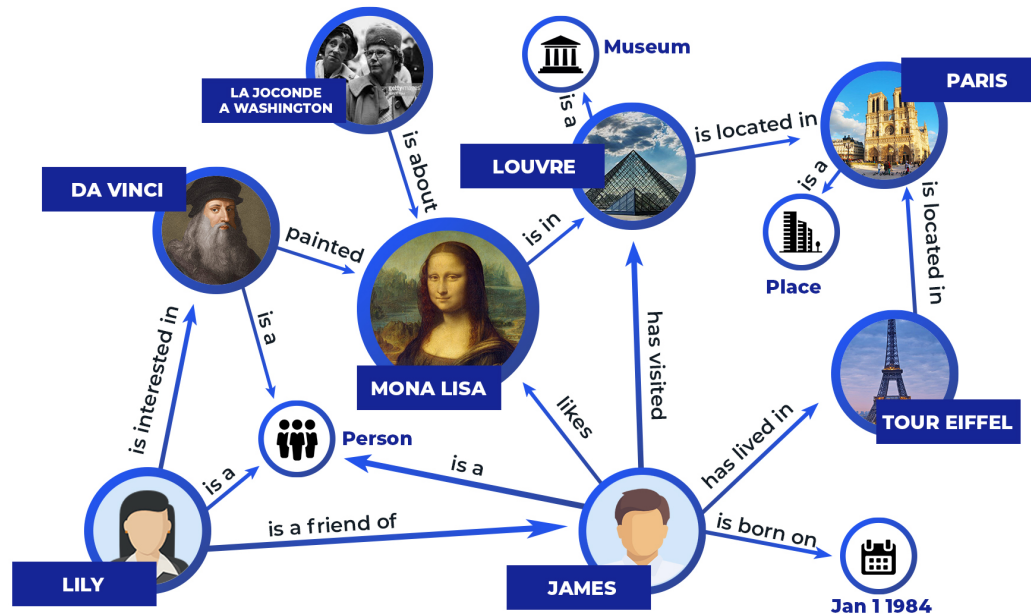 Museum
PARIS
LA JOCONDE
A WASHINGTON
is a
is located in
is about
LOUVRE
is a
DA VINCI
is located in
painted
is in
Place
is a
has visited
is interested in
MONA LISA
likes
TOUR EIFFEL
Person
has lived in
is a
is a
is a friend of
is born on
LILY
JAMES
Jan 1 1984